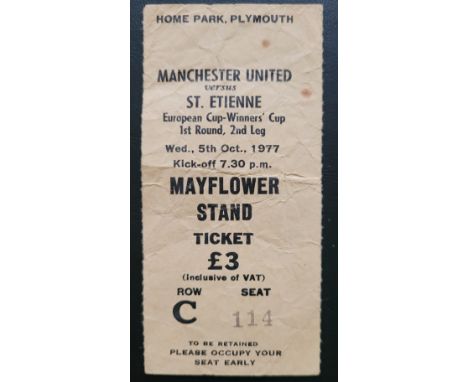 HOME PARK, PLYMOUTH
MANCHESTER UNITED
versus
ST. ETIENNE
European Cup-Winners' Cup
1st Round, 2nd Leg
Wed., 5th Oct., 1977
Kick-off 7.30 p.m.
MAYFLOWER
STAND
TICKET
£3
(inclusive of VAT)
ROW SEAT
C 114
TO BE RETAINED
PLEASE OCCUPY YOUR
SEAT EARLY